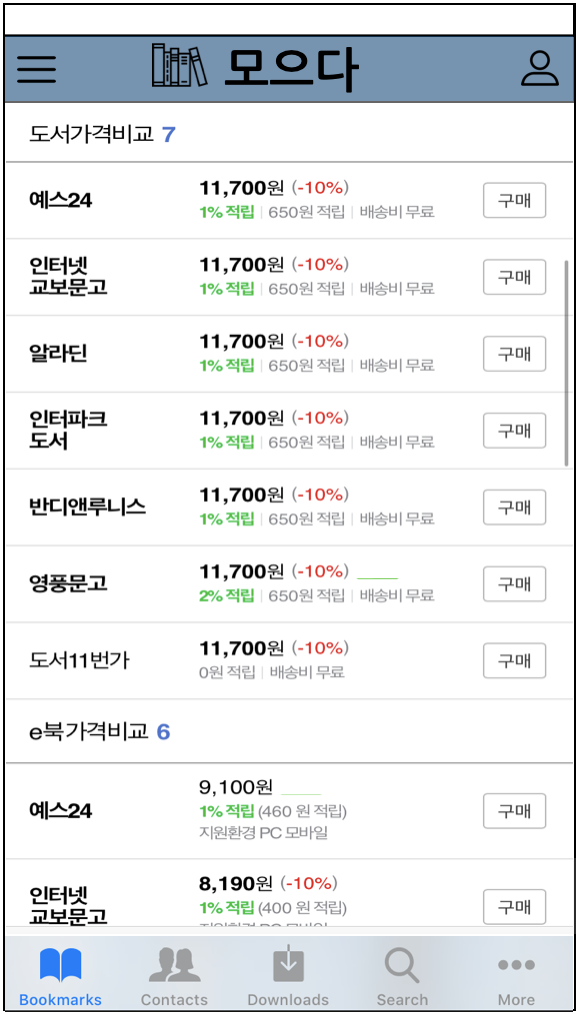 모으다
도서가격비교 7
예스24
11,700원 (-10%)
1% 적립 | 650원 적립 | 배송비 무료
구매
인터넷
교보문고
11,700원 (-10%)
1% 적립 | 650원 적립 | 배송비 무료
구매
알라딘
11,700원 (-10%)
1% 적립 | 650원 적립 | 배송비 무료
구매
인터파크
도서
11,700원 (-10%)
1% 적립 | 650원 적립 | 배송비 무료
구매
반디앤루니스
11,700원 (-10%)
1% 적립 | 650원 적립 | 배송비 무료
구매
영풍문고
11,700원 (-10%)
2% 적립 | 650원 적립 | 배송비 무료
구매
도서11번가
11,700원 (-10%)
0원 적립 | 배송비 무료
구매
e북가격비교 6
예스24
9,100원
1% 적립 (460 원 적립)
지원환경 PC 모바일
구매
인터넷
교보문고
8,190원 (-10%)
1% 적립 (400 원 적립)
구매
Bookmarks
Contacts
Downloads
Search
More